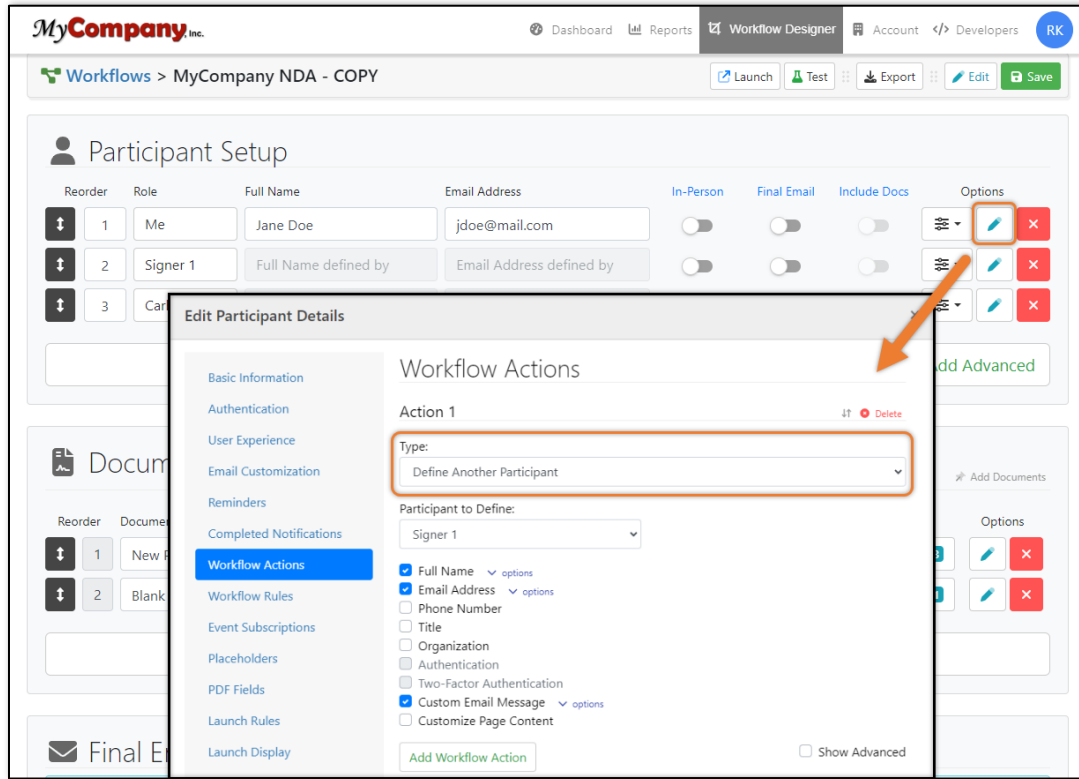 MyCompany, Inc.
Dashboard Reports Workflow Designer Account Developers RK
Workflows > MyCompany NDA - COPY Launch Test Export Edit Save
Participant Setup
Reorder Role Full Name Email Address In-Person Final Email Include Docs Options
1 Me Jane Doe jdoe@mail.com
2 Signer 1 Full Name defined by Email Address defined by
3
Edit Participant Details
Add Advanced
Basic Information
Authentication
User Experience
Email Customization
Reminders
Completed Notifications
Workflow Actions
Workflow Rules
Event Subscriptions
Placeholders
PDF Fields
Launch Rules
Launch Display
Workflow Actions
Action 1 Delete
Type:
Define Another Participant
Participant to Define:
Signer 1
Full Name options
Email Address options
Phone Number
Title
Organization
Authentication
Two-Factor Authentication
Custom Email Message options
Customize Page Content
Add Workflow Action Show Advanced
Add Documents
Reorder Options
1 New
2 Blank
Final